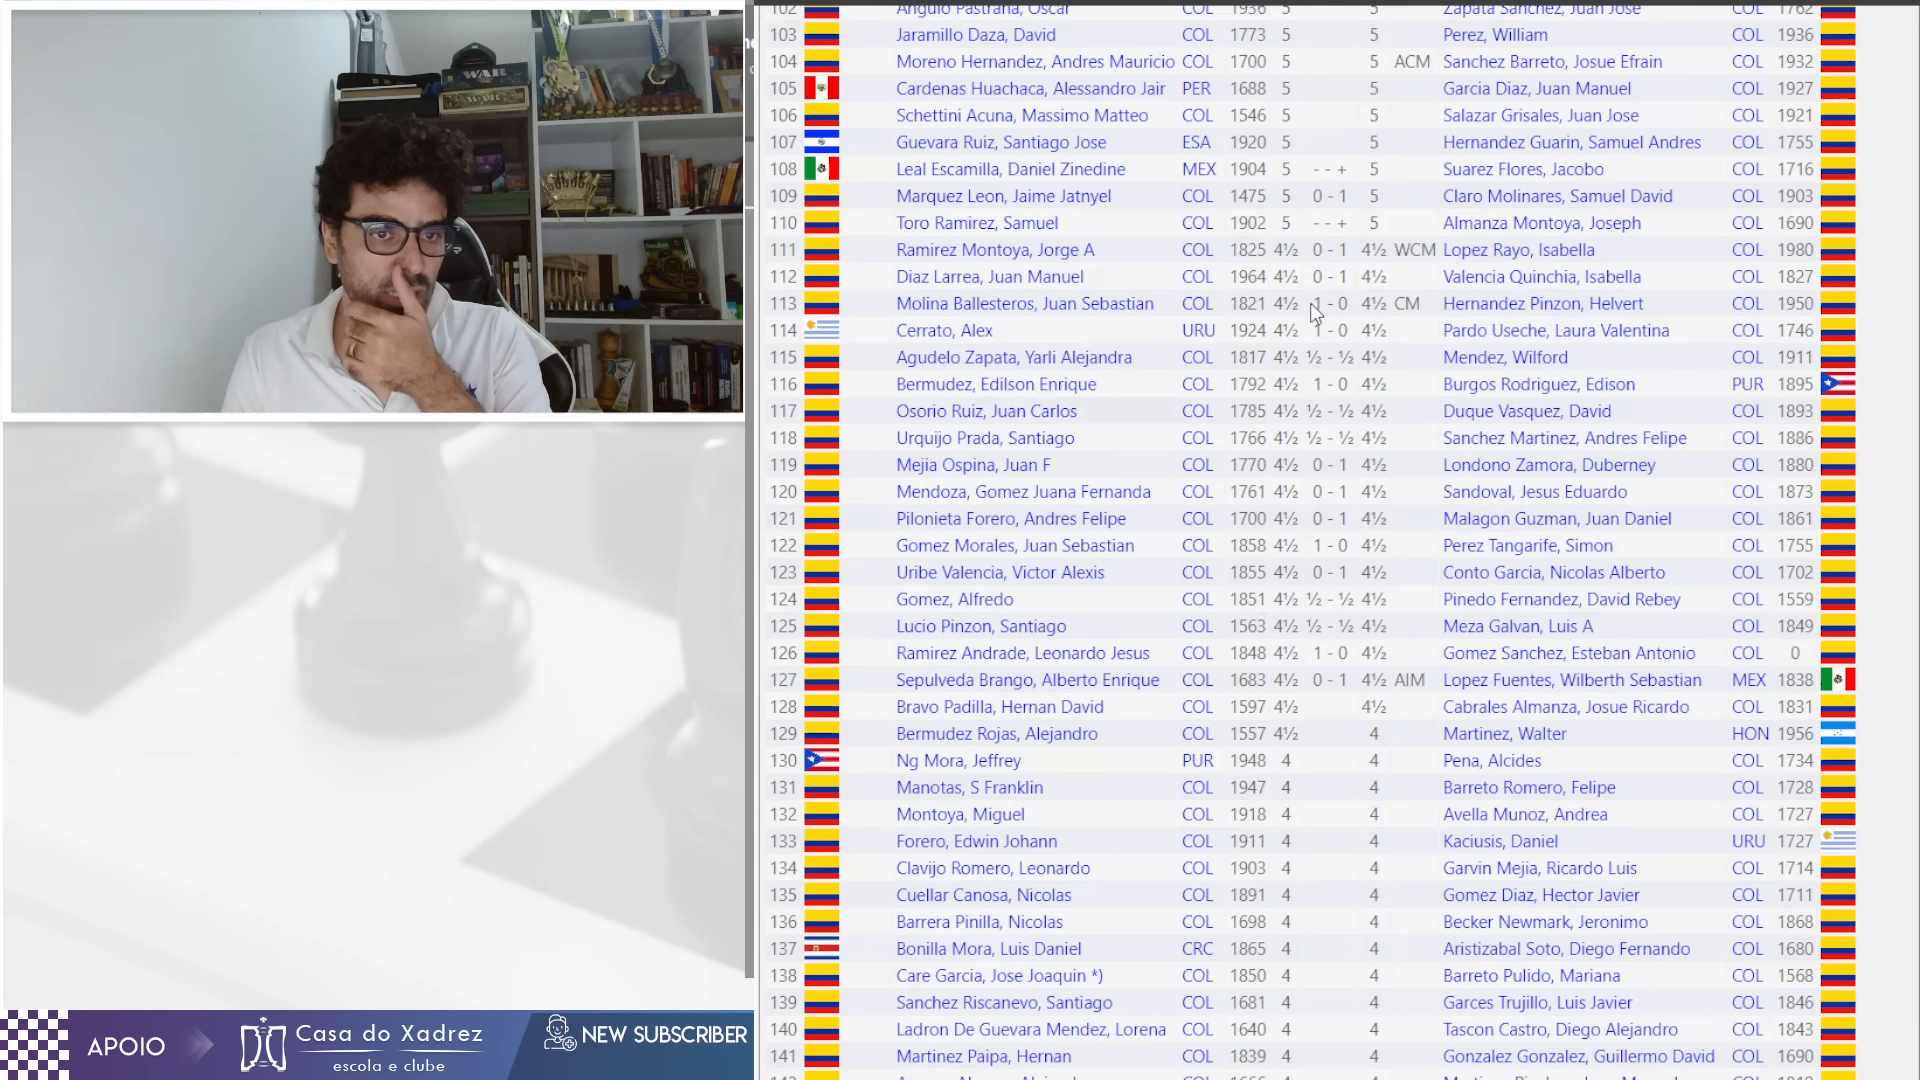 WAR
WAR
102 Angulo Pastrana, Oscar COL 1936 5 5 Zapata Sanchez, Juan Jose COL 1762
103 Jaramillo Daza, David COL 1773 5 5 Perez, William COL 1936
104 Moreno Hernandez, Andres Mauricio COL 1700 5 5 ACM Sanchez Barreto, Josue Efrain COL 1932
105 Cardenas Huachaca, Alessandro Jair PER 1688 5 5 Garcia Diaz, Juan Manuel COL 1927
106 Schettini Acuna, Massimo Matteo COL 1546 5 5 Salazar Grisales, Juan Jose COL 1921
107 Guevara Ruiz, Santiago Jose ESA 1920 5 5 Hernandez Guarin, Samuel Andres COL 1755
108 Leal Escamilla, Daniel Zinedine MEX 1904 5 - - + 5 Suarez Flores, Jacobo COL 1716
109 Marquez Leon, Jaime Jatnyel COL 1475 5 0 - 1 5 Claro Molinares, Samuel David COL 1903
110 Toro Ramirez, Samuel COL 1902 5 - - + 5 Almanza Montoya, Joseph COL 1690
111 Ramirez Montoya, Jorge A COL 1825 4½ 0 - 1 4½ WCM Lopez Rayo, Isabella COL 1980
112 Diaz Larrea, Juan Manuel COL 1964 4½ 0 - 1 4½ Valencia Quinchia, Isabella COL 1827
113 Molina Ballesteros, Juan Sebastian COL 1821 4½ 1 - 0 4½ CM Hernandez Pinzon, Helvert COL 1950
114 Cerrato, Alex URU 1924 4½ 1 - 0 4½ Pardo Useche, Laura Valentina COL 1746
115 Agudelo Zapata, Yarli Alejandra COL 1817 4½ ½ - ½ 4½ Mendez, Wilford COL 1911
116 Bermudez, Edilson Enrique COL 1792 4½ 1 - 0 4½ Burgos Rodriguez, Edison PUR 1895
117 Osorio Ruiz, Juan Carlos COL 1785 4½ ½ - ½ 4½ Duque Vasquez, David COL 1893
118 Urquijo Prada, Santiago COL 1766 4½ ½ - ½ 4½ Sanchez Martinez, Andres Felipe COL 1886
119 Mejia Ospina, Juan F COL 1770 4½ 0 - 1 4½ Londono Zamora, Duberney COL 1880
120 Mendoza, Gomez Juana Fernanda COL 1761 4½ 0 - 1 4½ Sandoval, Jesus Eduardo COL 1873
121 Pilonieta Forero, Andres Felipe COL 1700 4½ 0 - 1 4½ Malagon Guzman, Juan Daniel COL 1861
122 Gomez Morales, Juan Sebastian COL 1858 4½ 1 - 0 4½ Perez Tangarife, Simon COL 1755
123 Uribe Valencia, Victor Alexis COL 1855 4½ 0 - 1 4½ Conto Garcia, Nicolas Alberto COL 1702
124 Gomez, Alfredo COL 1851 4½ ½ - ½ 4½ Pinedo Fernandez, David Rebey COL 1559
125 Lucio Pinzon, Santiago COL 1563 4½ ½ - ½ 4½ Meza Galvan, Luis A COL 1849
126 Ramirez Andrade, Leonardo Jesus COL 1848 4½ 1 - 0 4½ Gomez Sanchez, Esteban Antonio COL 0
127 Sepulveda Brango, Alberto Enrique COL 1683 4½ 0 - 1 4½ AIM Lopez Fuentes, Wilberth Sebastian MEX 1838
128 Bravo Padilla, Hernan David COL 1597 4½ 4½ Cabrales Almanza, Josue Ricardo COL 1831
129 Bermudez Rojas, Alejandro COL 1557 4½ 4 Martinez, Walter HON 1956
130 Ng Mora, Jeffrey PUR 1948 4 4 Pena, Alcides COL 1734
131 Manotas, S Franklin COL 1947 4 4 Barreto Romero, Felipe COL 1728
132 Montoya, Miguel COL 1918 4 4 Avella Munoz, Andrea COL 1727
133 Forero, Edwin Johann COL 1911 4 4 Kaciusis, Daniel URU 1727
134 Clavijo Romero, Leonardo COL 1903 4 4 Garvin Mejia, Ricardo Luis COL 1714
135 Cuellar Canosa, Nicolas COL 1891 4 4 Gomez Diaz, Hector Javier COL 1711
136 Barrera Pinilla, Nicolas COL 1698 4 4 Becker Newmark, Jeronimo COL 1868
137 Bonilla Mora, Luis Daniel CRC 1865 4 4 Aristizabal Soto, Diego Fernando COL 1680
138 Care Garcia, Jose Joaquin *) COL 1850 4 4 Barreto Pulido, Mariana COL 1568
139 Sanchez Riscanevo, Santiago COL 1681 4 4 Garces Trujillo, Luis Javier COL 1846
140 Ladron De Guevara Mendez, Lorena COL 1640 4 4 Tascon Castro, Diego Alejandro COL 1843
141 Martinez Paipa, Hernan COL 1839 4 4 Gonzalez Gonzalez, Guillermo David COL 1690
APOIO
Casa do Xadrez
escola e clube
NEW SUBSCRIBER